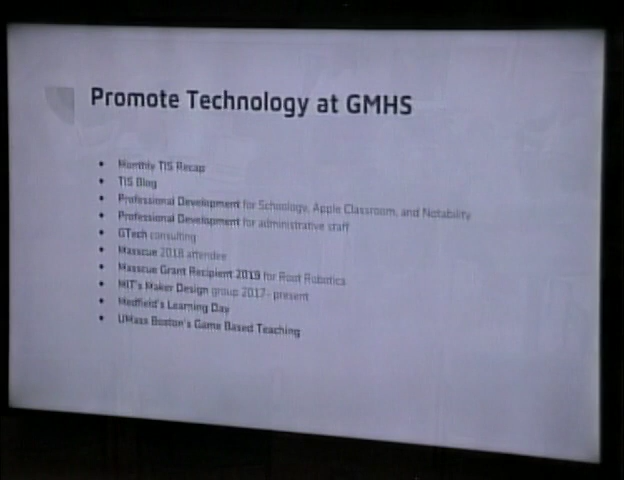 Promote Technology at GMHS
• Monthly TIS Recap
• TIS Blog
• Professional Development for Schoology, Apple Classroom, and Notability
• Professional Development for administrative staff
• GTech consulting
• Masscue 2018 attendee
• Masscue Grant Recipient 2019 for Root Robotics
• MIT's Maker Design group 2017- present
• Medfield's Learning Day
• UMass Boston's Game Based Teaching